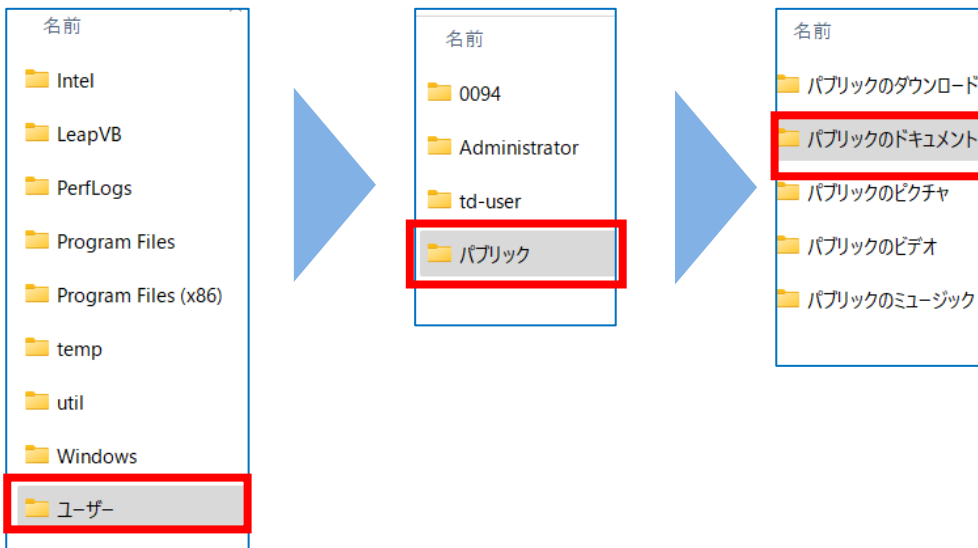 名前
Intel
LeapVB
PerfLogs
Program Files
Program Files (x86)
temp
util
Windows
ユーザー
名前
0094
Administrator
td-user
パブリック
名前
パブリックのダウンロード
パブリックのドキュメント
パブリックのピクチャ
パブリックのビデオ
パブリックのミュージック